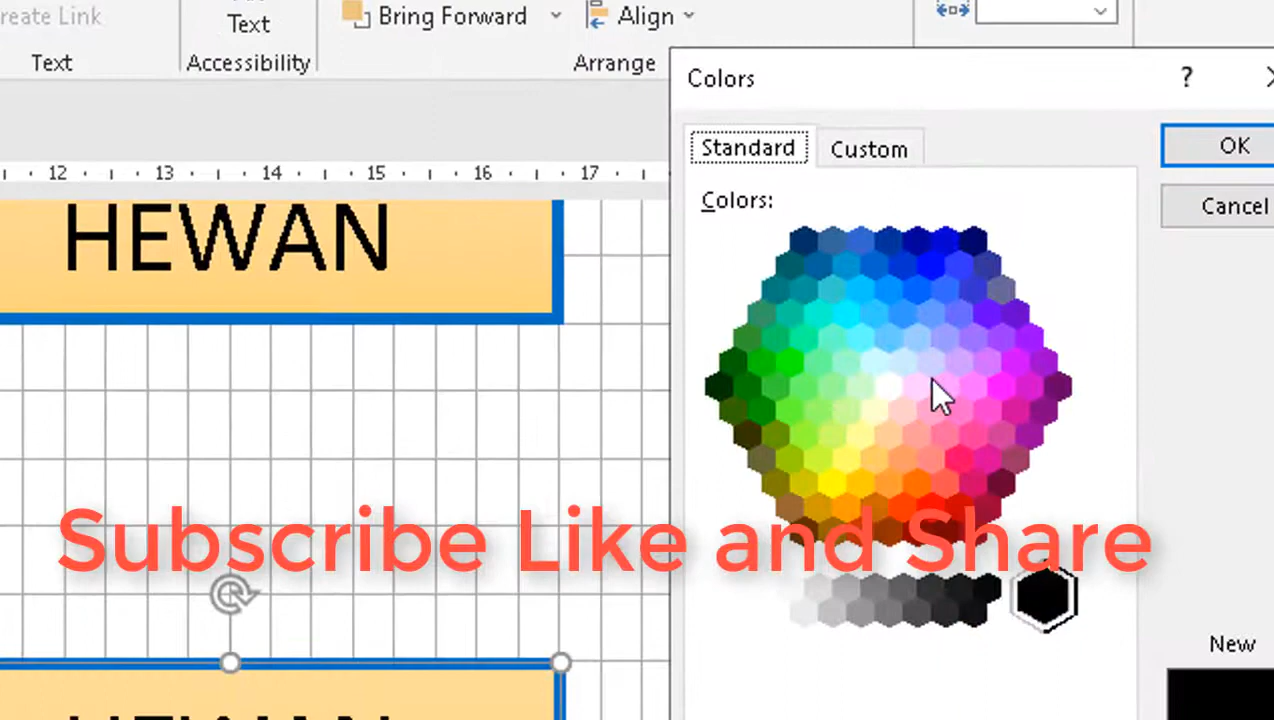 reate Link
Text
Text
Accessibility
Bring Forward
Align
Arrange
Colors
?
Standard
Custom
OK
Cancel
Colors:
12 13 14 15 16 17
HEWAN
Subscribe Like and Share
New
HEWAN